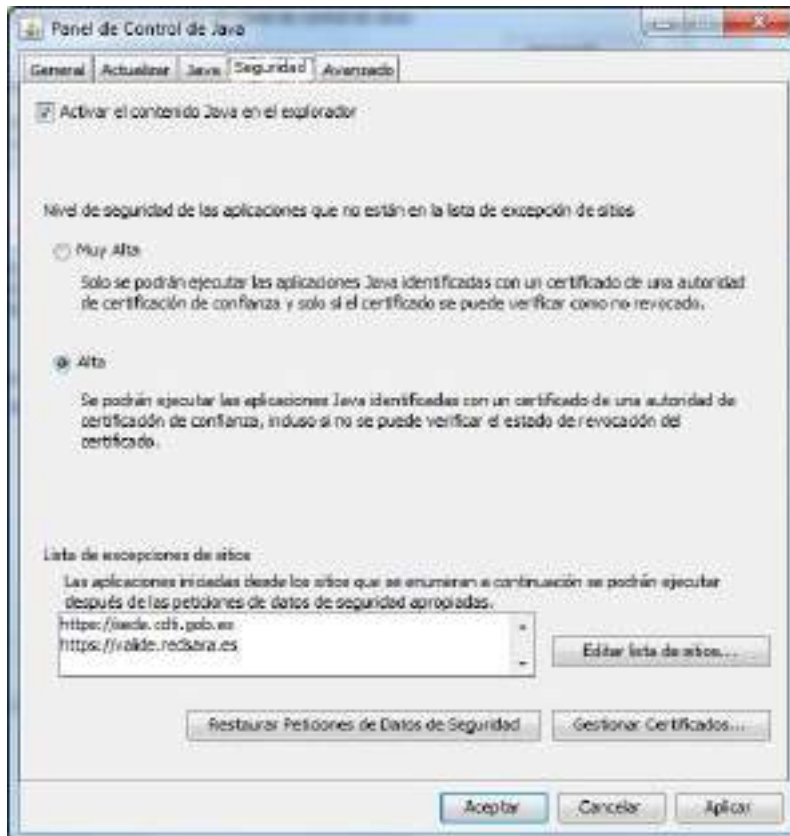 Panel de Control de Java
General Actualizar Java Seguridad Avanzado
Activar el contenido Java en el explorador
Nivel de seguridad de las aplicaciones que no están en la lista de excepción de sitios
Muy Alta
Solo se podrán ejecutar las aplicaciones Java identificadas con un certificado de una autoridad
de certificación de confianza y solo si el certificado se puede verificar como no revocado.
Alta
Se podrán ejecutar las aplicaciones Java identificadas con un certificado de una autoridad de
certificación de confianza, incluso si no se puede verificar el estado de revocación del
certificado.
Lista de excepciones de sitios
Las aplicaciones iniciadas desde los sitios que se enumeran a continuación se podrán ejecutar
después de las peticiones de datos de seguridad apropiadas.
https://sede.cdti.gob.es
https://valide.redsara.es
Editar lista de sitios...
Restaurar Peticiones de Datos de Seguridad Gestionar Certificados...
Aceptar Cancelar Aplicar